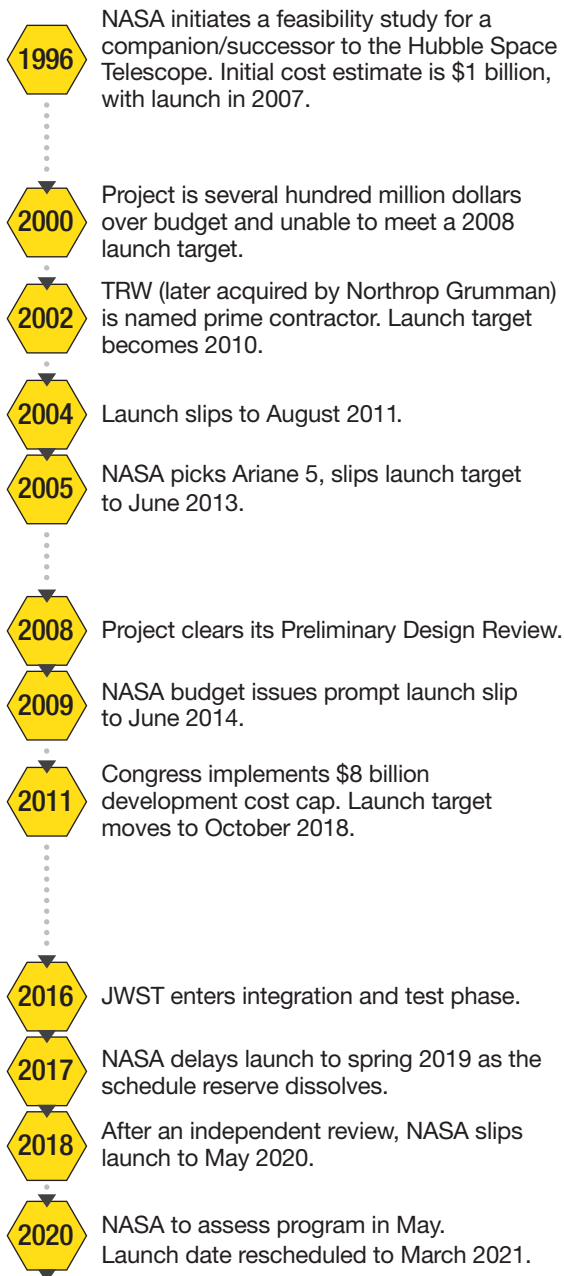 1996
NASA initiates a feasibility study for a
companion/successor to the Hubble Space
Telescope. Initial cost estimate is $1 billion,
with launch in 2007.
2000
Project is several hundred million dollars
over budget and unable to meet a 2008
launch target.
2002
TRW (later acquired by Northrop Grumman)
is named prime contractor. Launch target
becomes 2010.
2004
Launch slips to August 2011.
2005
NASA picks Ariane 5, slips launch target
to June 2013.
2008
Project clears its Preliminary Design Review.
2009
NASA budget issues prompt launch slip
to June 2014.
2011
Congress implements $8 billion
development cost cap. Launch target
moves to October 2018.
2016
JWST enters integration and test phase.
2017
NASA delays launch to spring 2019 as the
schedule reserve dissolves.
2018
After an independent review, NASA slips
launch to May 2020.
2020
NASA to assess program in May.
Launch date rescheduled to March 2021.